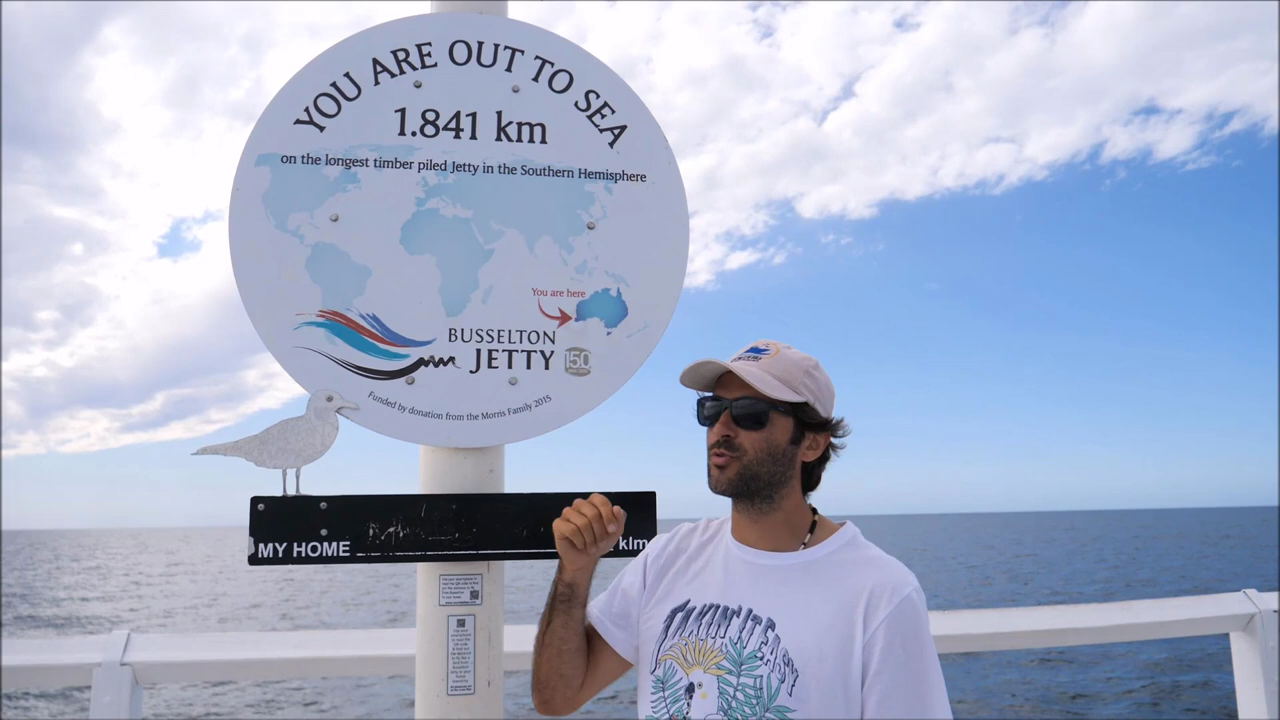 YOU ARE OUT TO SEA
1.841 km
on the longest timber piled Jetty in the Southern Hemisphere
You are here
BUSSELTON
JETTY
150
Funded by donation from the Morris Family 2015
MY HOME
klm
TAKIN' IT EASY